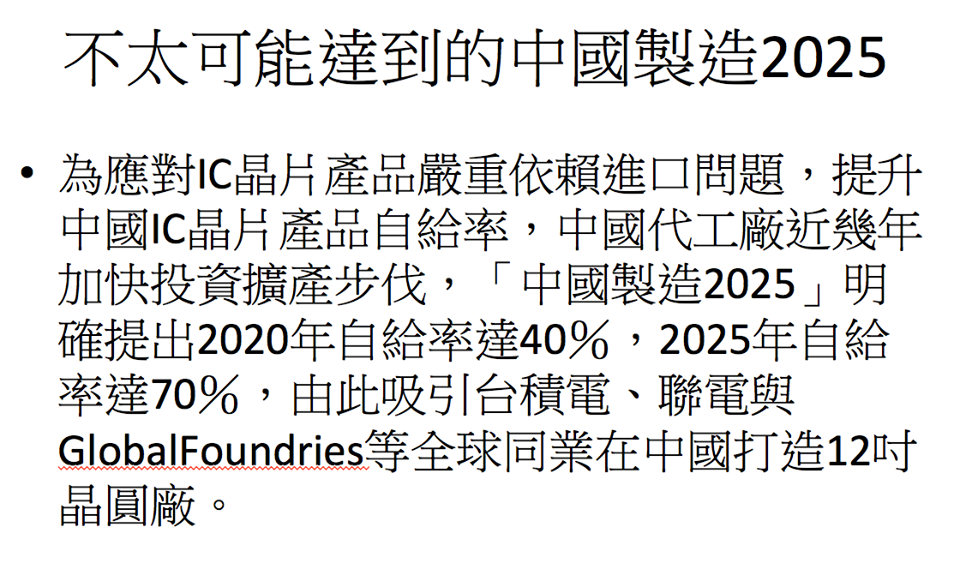 不太可能達到的中國製造2025
• 為應對IC晶片產品嚴重依賴進口問題，提升
中國IC晶片產品自給率，中國代工廠近幾年
加快投資擴產步伐，「中國製造2025」明
確提出2020年自給率達40％，2025年自給
率達70％，由此吸引台積電、聯電與
GlobalFoundries等全球同業在中國打造12吋
晶圓廠。